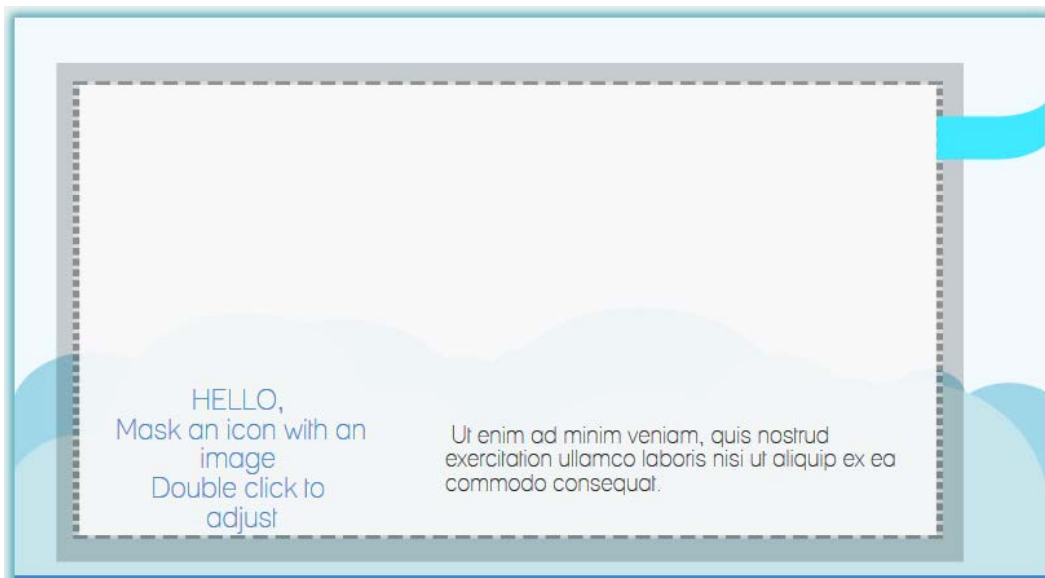 HELLO,
Mask an icon with an
image
Double click to
adjust
Ut enim ad minim veniam, quis nostrud
exercitation ullamco laboris nisi ut aliquip ex ea
commodo consequat.